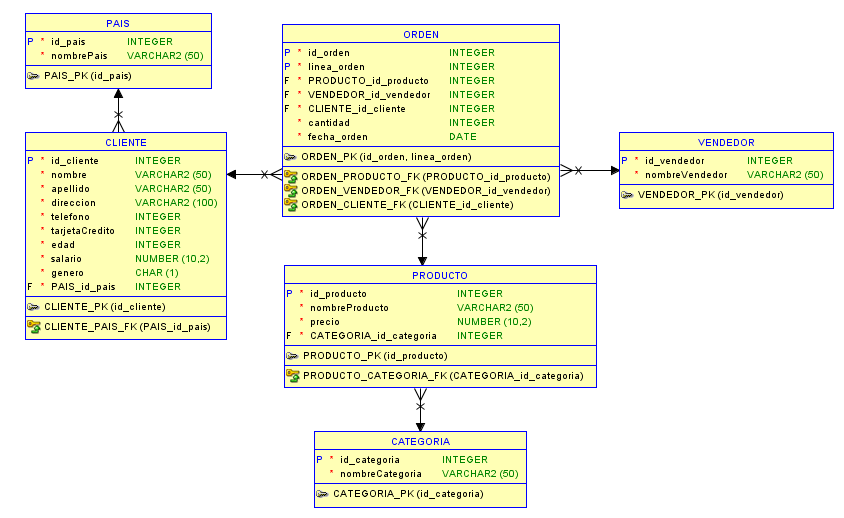 PAIS
P * id_pais INTEGER
* nombrePais VARCHAR2 (50)
PAIS_PK (id_pais)
ORDEN
P * id_orden INTEGER
P * linea_orden INTEGER
F * PRODUCTO_id_producto INTEGER
F * VENDEDOR_id_vendedor INTEGER
F * CLIENTE_id_cliente INTEGER
* cantidad INTEGER
* fecha_orden DATE
ORDEN_PK (id_orden, linea_orden)
ORDEN_PRODUCTO_FK (PRODUCTO_id_producto)
ORDEN_VENDEDOR_FK (VENDEDOR_id_vendedor)
ORDEN_CLIENTE_FK (CLIENTE_id_cliente)
CLIENTE
P * id_cliente INTEGER
* nombre VARCHAR2 (50)
* apellido VARCHAR2 (50)
* direccion VARCHAR2 (100)
* telefono INTEGER
* tarjetaCredito INTEGER
* edad INTEGER
* salario NUMBER (10,2)
* genero CHAR (1)
F * PAIS_id_pais INTEGER
CLIENTE_PK (id_cliente)
CLIENTE_PAIS_FK (PAIS_id_pais)
VENDEDOR
P * id_vendedor INTEGER
* nombreVendedor VARCHAR2 (50)
VENDEDOR_PK (id_vendedor)
PRODUCTO
P * id_producto INTEGER
* nombreProducto VARCHAR2 (50)
* precio NUMBER (10,2)
F * CATEGORIA_id_categoria INTEGER
PRODUCTO_PK (id_producto)
PRODUCTO_CATEGORIA_FK (CATEGORIA_id_categoria)
CATEGORIA
P * id_categoria INTEGER
* nombreCategoria VARCHAR2 (50)
CATEGORIA_PK (id_categoria)